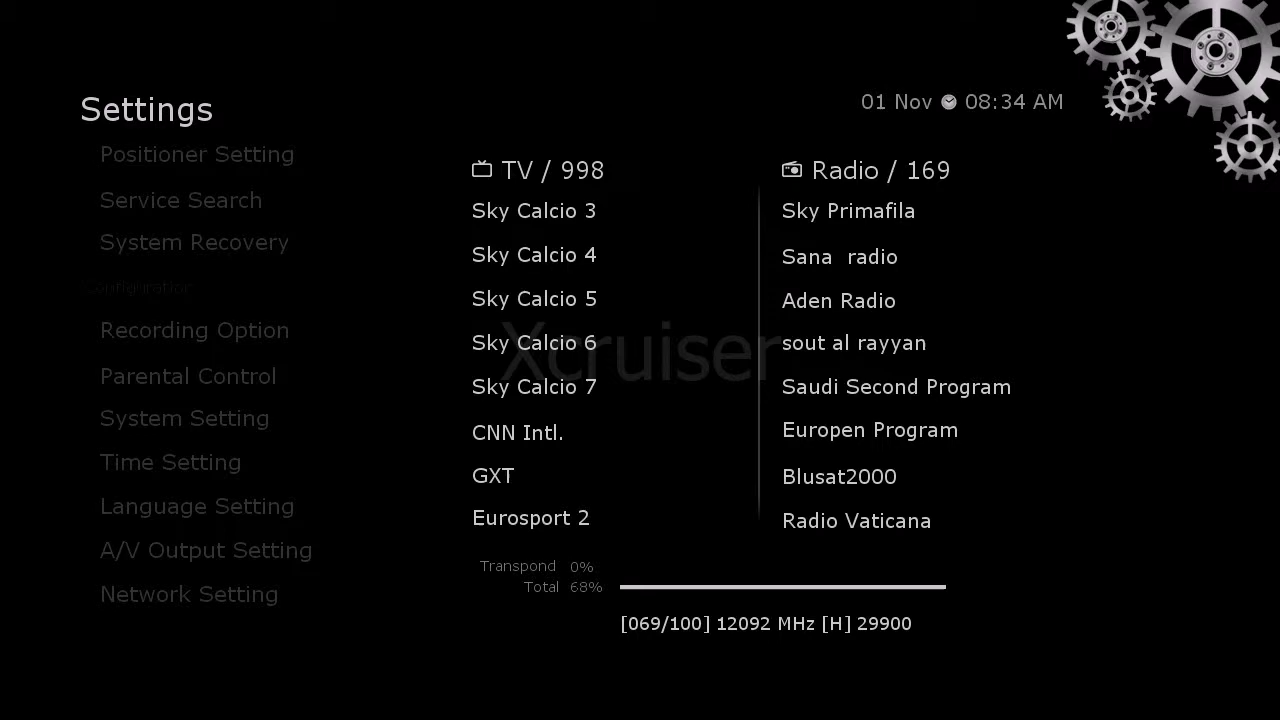 Settings
01 Nov 08:34 AM
Positioner Setting
Service Search
System Recovery
Configuration
Recording Option
Parental Control
System Setting
Time Setting
Language Setting
A/V Output Setting
Network Setting
TV / 998
Sky Calcio 3
Sky Calcio 4
Sky Calcio 5
Sky Calcio 6
Sky Calcio 7
CNN Intl.
GXT
Eurosport 2
Radio / 169
Sky Primafila
Sana radio
Aden Radio
sout al rayyan
Saudi Second Program
Europen Program
Blusat2000
Radio Vaticana
Xcruiser
Transpond 0%
Total 68%
[069/100] 12092 MHz [H] 29900